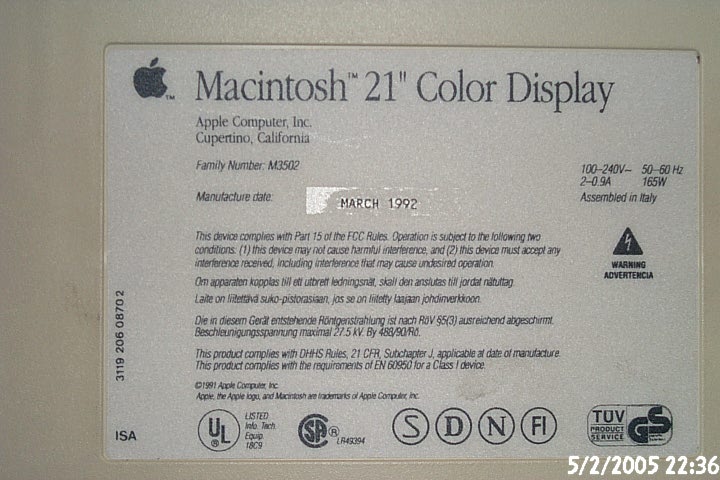 Macintosh™ 21" Color Display
™
Apple Computer, Inc.
Cupertino, California
Family Number: M3502
100–240V~ 50–60 Hz
2–0.9A 165W
Manufacture date: MARCH 1992
Assembled in Italy
This device complies with Part 15 of the FCC Rules. Operation is subject to the following two
conditions: (1) this device may not cause harmful interference, and (2) this device must accept any
interference received, including interference that may cause undesired operation.
WARNING
ADVERTENCIA
Om apparaten kopplas till ett utbrett ledningsnät, skall den anslutas till jordat nätuttag.
Laite on liitettävä suko-pistorasiaan, jos se on liitetty laajaan johdinverkkoon.
Die in diesem Gerät entstehende Röntgenstrahlung ist nach RöV §5(3) ausreichend abgeschirmt.
Beschleunigungsspannung maximal 27.5 kV. By 488/90/Rö.
This product complies with DHHS Rules, 21 CFR, Subchapter J, applicable at date of manufacture.
This product complies with the requirements of EN 60950 for a Class I device.
©1991 Apple Computer, Inc.
Apple, the Apple logo, and Macintosh are trademarks of Apple Computer, Inc.
3119 206 08702
ISA
UL
LISTED
Info. Tech.
Equip.
18C9
SA
®
LR49394
S D N FI
TÜV
PRODUCT
SERVICE
GS
5/2/2005 22:36